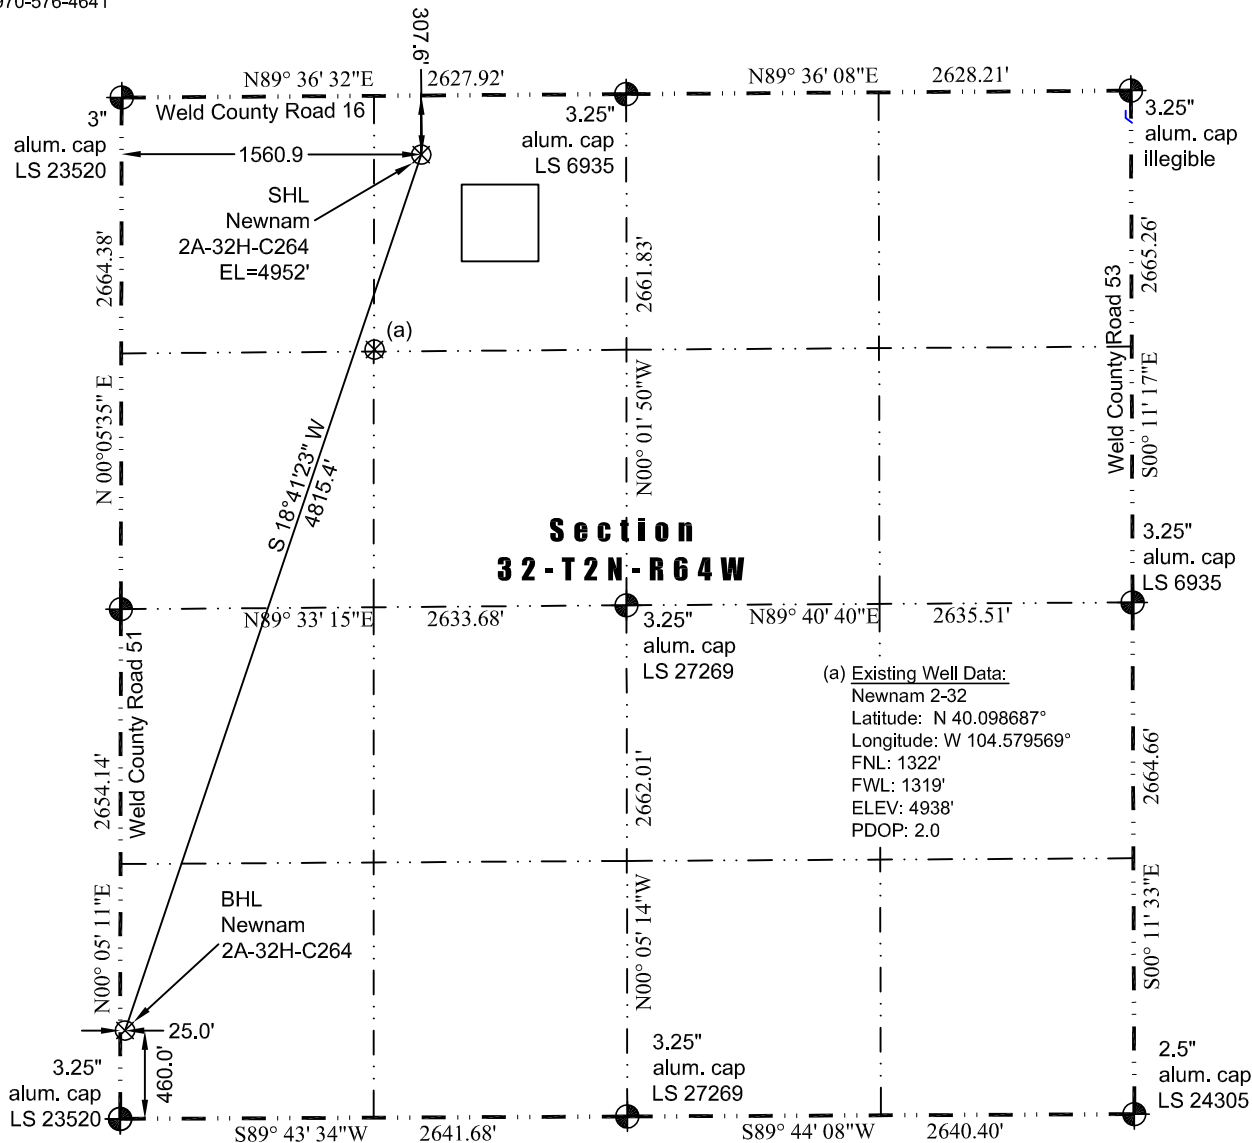 970-576-4641
307.6'
N89° 36' 32"E 2627.92'
N89° 36' 08"E 2628.21'
Weld County Road 16
3"
alum. cap
LS 23520
3.25"
alum. cap
LS 6935
3.25"
alum. cap
illegible
1560.9
SHL
Newnam
2A-32H-C264
EL=4952'
2664.38'
2661.83'
2665.26'
Weld County Road 53
(a)
N 00°05'35" E
N00° 01' 50"W
S00° 11' 17"E
S 18°41'23" W
4815.4'
Section
32-T2N-R64W
3.25"
alum. cap
LS 6935
N89° 33' 15"E 2633.68'
N89° 40' 40"E 2635.51'
3.25"
alum. cap
LS 27269
Weld County Road 51
(a) Existing Well Data:
Newnam 2-32
Latitude: N 40.098687°
Longitude: W 104.579569°
FNL: 1322'
FWL: 1319'
ELEV: 4938'
PDOP: 2.0
2654.14'
2662.01'
2664.66'
BHL
Newnam
2A-32H-C264
N00° 05' 11"E
N00° 05' 14"W
S00° 11' 33"E
25.0'
460.0'
3.25"
alum. cap
LS 23520
3.25"
alum. cap
LS 27269
2.5"
alum. cap
LS 24305
S89° 43' 34"W 2641.68'
S89° 44' 08"W 2640.40'